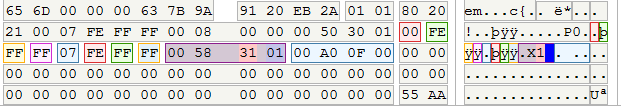 65 6D 00 00 00 63 7B 9A 91 20 EB 2A 01 01 80 20 em...c{.. ë*...
21 00 07 FE FF FF 00 08 00 00 00 50 30 01 00 FE !..þÿÿ.....P0..þ
FF FF 07 FE FF FF 00 58 31 01 00 A0 0F 00 00 00 ÿÿ.þÿÿ.X1. .....
00 00 00 00 00 00 00 00 00 00 00 00 00 00 00 00 ................
00 00 00 00 00 00 00 00 00 00 00 00 00 00 55 AA ..............Uª